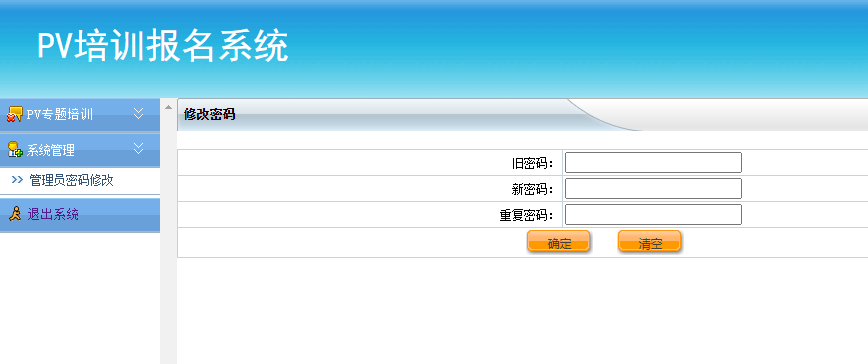 PV培训报名系统
PV专题培训
系统管理
>> 管理员密码修改
退出系统
修改密码
旧密码：
新密码：
重复密码：
确定 清空